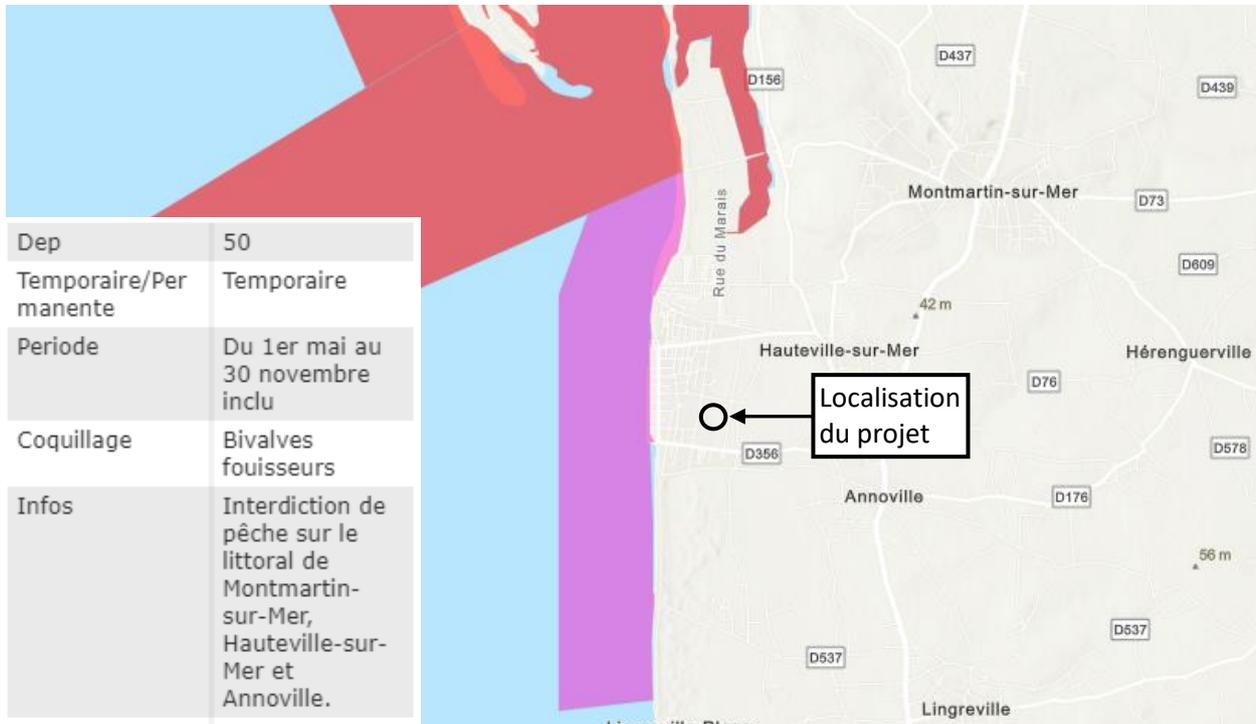 D437
D156
D439
Montmartin-sur-Mer
D73
Rue du Marais
D609
42 m
Hauteville-sur-Mer
Hérenguerville
D76
Localisation
du projet
D356
D578
Annoville
D176
56 m
D537
D537
Lingreville
Dep 50
Temporaire/Per Temporaire
manente
Periode Du 1er mai au
30 novembre
inclu
Coquillage Bivalves
fouisseurs
Infos Interdiction de
pêche sur le
littoral de
Montmartin-
sur-Mer,
Hauteville-sur-
Mer et
Annoville.